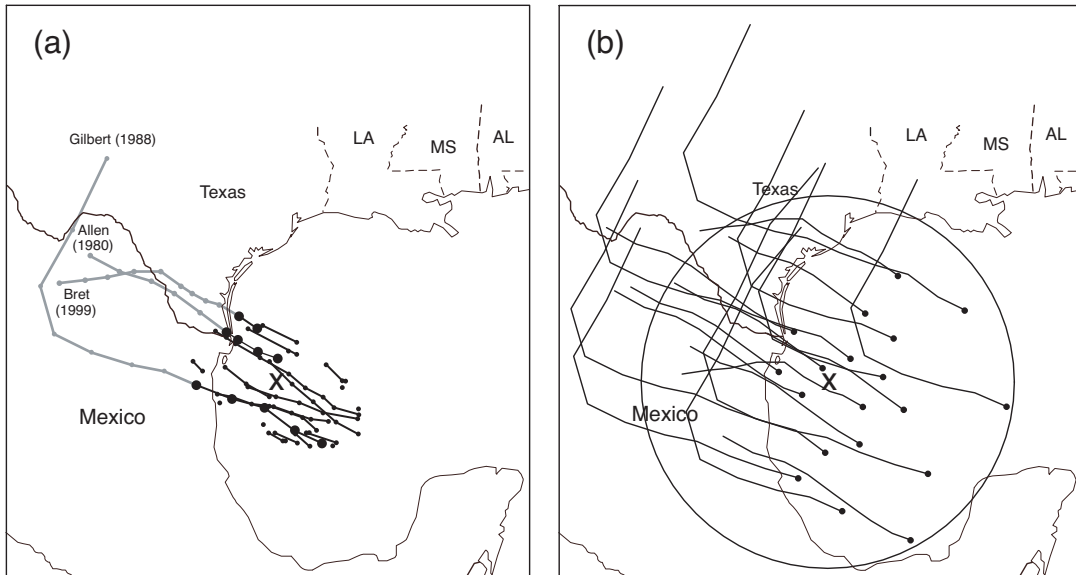 (a)
Gilbert (1988)
LA
MS
AL
Texas
Allen
(1980)
Bret
(1999)
X
Mexico
(b)
LA
MS
AL
Texas
X
Mexico